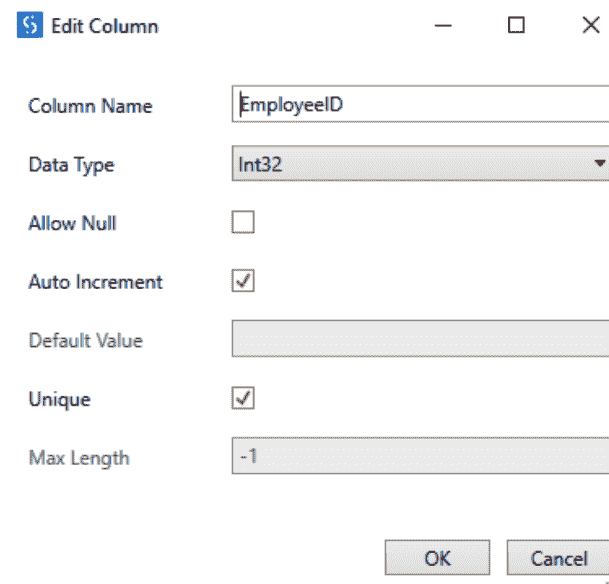 Edit Column
Column Name EmployeeID
Data Type Int32
Allow Null
Auto Increment
Default Value
Unique
Max Length -1
OK Cancel